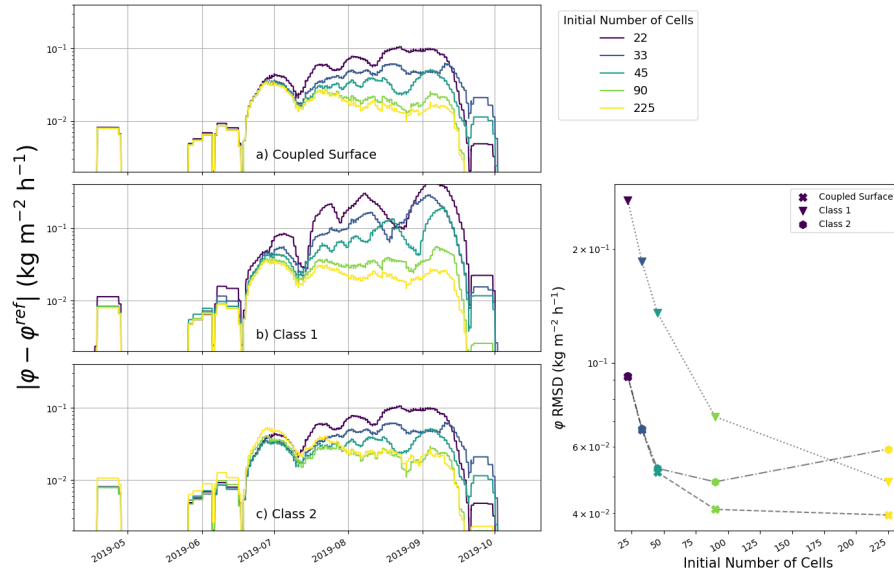 |φ − φ^ref| (kg m⁻² h⁻¹)
10⁻¹
10⁻²
a) Coupled Surface
10⁻¹
10⁻²
b) Class 1
10⁻¹
10⁻²
c) Class 2
2019-05
2019-06
2019-07
2019-08
2019-09
2019-10
Initial Number of Cells
22
33
45
90
225
Coupled Surface
Class 1
Class 2
φ RMSD (kg m⁻² h⁻¹)
2 × 10⁻¹
10⁻¹
6 × 10⁻²
4 × 10⁻²
25
50
75
100
125
150
175
200
225
Initial Number of Cells